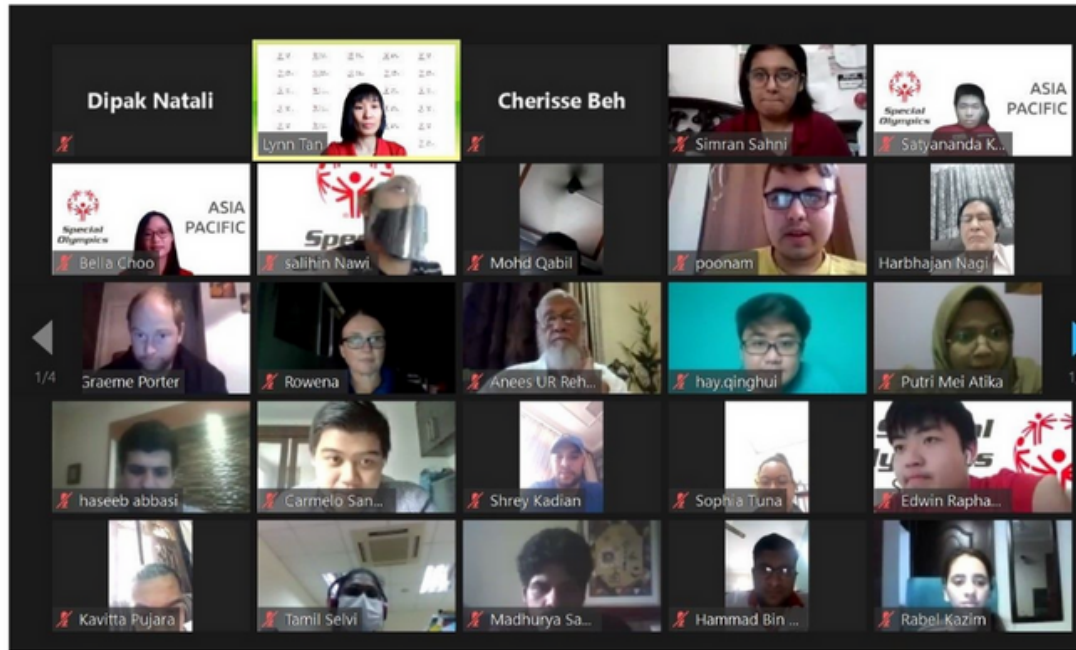 Dipak Natali
Lynn Tan
Cherisse Beh
Simran Sahni
Special
Olympics
ASIA
PACIFIC
Satyananda K...
Special
Olympics
ASIA
PACIFIC
Bella Choo
Spe
salihin Nawi
Mohd Qabil
poonam
Harbhajan Nagi
1/4
Graeme Porter
Rowena
Anees UR Reh...
hay.qinghui
Putri Mei Atika
haseeb abbasi
Carmelo San...
Shrey Kadian
Sophia Tuna
Edwin Rapha...
Kavitta Pujara
Tamil Selvi
Madhurya Sa...
Hammad Bin ...
Rabel Kazim